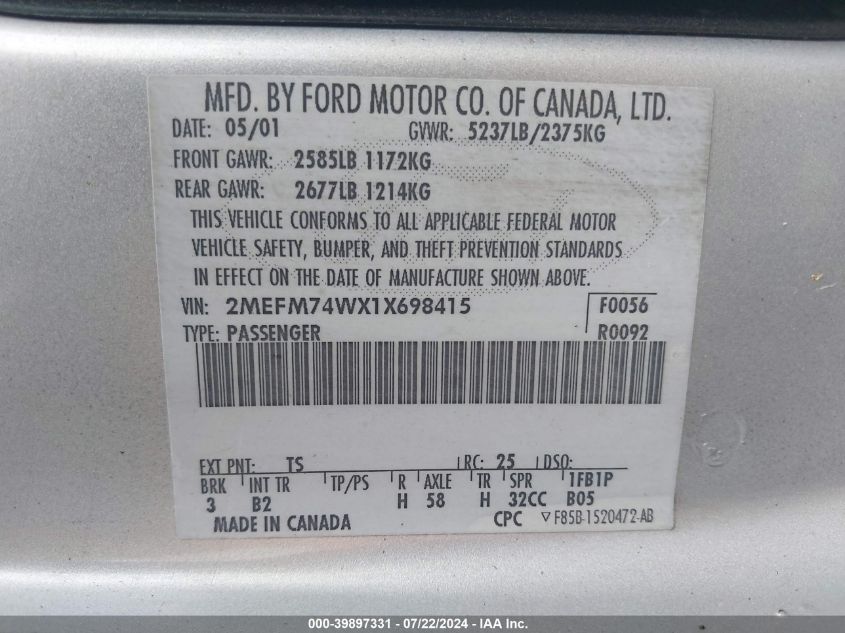 MFD. BY FORD MOTOR CO. OF CANADA, LTD.
DATE: 05/01 GVWR: 5237LB/2375KG
FRONT GAWR: 2585LB 1172KG
REAR GAWR: 2677LB 1214KG
THIS VEHICLE CONFORMS TO ALL APPLICABLE FEDERAL MOTOR
VEHICLE SAFETY, BUMPER, AND THEFT PREVENTION STANDARDS
IN EFFECT ON THE DATE OF MANUFACTURE SHOWN ABOVE.
VIN: 2MEFM74WX1X698415 F0056
TYPE: PASSENGER R0092
EXT PNT: TS RC: 25 DSO:
BRK INT TR TP/PS R AXLE TR SPR 1FB1P
3 B2 H 58 H 32CC B05
MADE IN CANADA CPC ▽F85B-1520472-AB
000-39897331 - 07/22/2024 - IAA Inc.